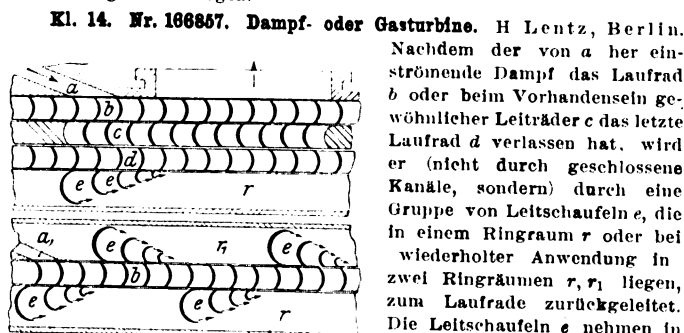 Kl. 14. Nr. 166857. Dampf- oder Gasturbine. H Lentz, Berlin.
Nachdem der von a her ein-
strömende Dampf das Laufrad
b oder beim Vorhandensein ge-
wöhnlicher Leiträder c das letzte
Laufrad d verlassen hat, wird
er (nicht durch geschlossene
Kanäle, sondern) durch eine
Gruppe von Leitschaufeln e, die
in einem Ringraum r oder bei
wiederholter Anwendung in
zwei Ringräumen r, r1 liegen,
zum Laufrade zurückgeleitet.
Die Leitschaufeln e nehmen in
a
b
c
d
e e e r
a, e r1 e
b
e e r